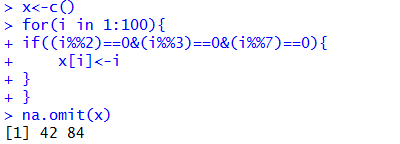 > x<-c()
> for(i in 1:100){
+ if((i%%2)==0&(i%%3)==0&(i%%7)==0){
+     x[i]<-i
+ }
+ }
> na.omit(x)
[1] 42 84